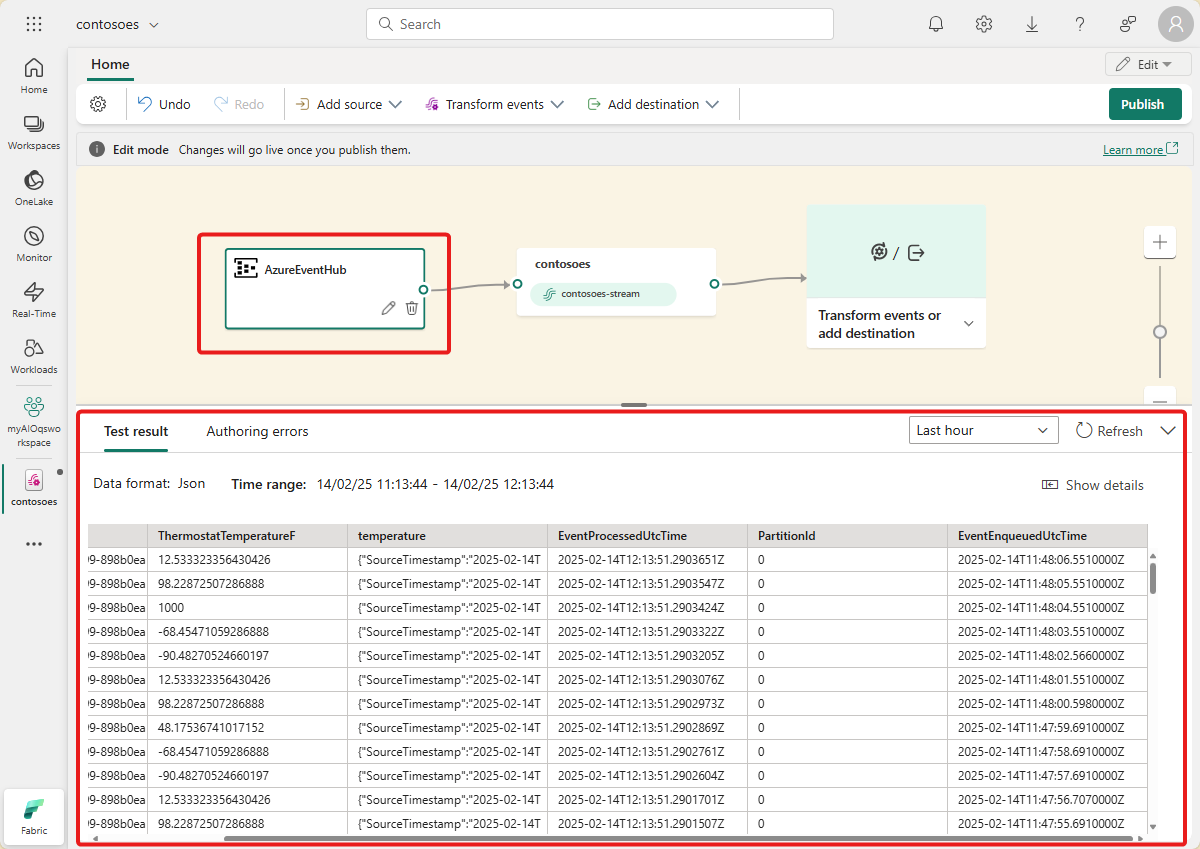 contosoes
Search
Home
Edit
Undo
Redo
Add source
Transform events
Add destination
Publish
Edit mode Changes will go live once you publish them.
Learn more
Home
Workspaces
OneLake
Monitor
Real-Time
Workloads
myAIOqswo
rkspace
contosoes
Fabric
AzureEventHub
contosoes
contosoes-stream
/
Transform events or
add destination
Test result
Authoring errors
Last hour
Refresh
Data format: Json
Time range: 14/02/25 11:13:44 - 14/02/25 12:13:44
Show details
ThermostatTemperatureF temperature EventProcessedUtcTime PartitionId EventEnqueuedUtcTime
99-898b0ea 12.533323356430426 {"SourceTimestamp":"2025-02-14T 2025-02-14T12:13:51.2903651Z 0 2025-02-14T11:48:06.5510000Z
99-898b0ea 98.22872507286888 {"SourceTimestamp":"2025-02-14T 2025-02-14T12:13:51.2903547Z 0 2025-02-14T11:48:05.5510000Z
99-898b0ea 1000 {"SourceTimestamp":"2025-02-14T 2025-02-14T12:13:51.2903424Z 0 2025-02-14T11:48:04.5510000Z
99-898b0ea -68.45471059286888 {"SourceTimestamp":"2025-02-14T 2025-02-14T12:13:51.2903322Z 0 2025-02-14T11:48:03.5510000Z
99-898b0ea -90.48270524660197 {"SourceTimestamp":"2025-02-14T 2025-02-14T12:13:51.2903205Z 0 2025-02-14T11:48:02.5660000Z
99-898b0ea 12.533323356430426 {"SourceTimestamp":"2025-02-14T 2025-02-14T12:13:51.2903076Z 0 2025-02-14T11:48:01.5510000Z
99-898b0ea 98.22872507286888 {"SourceTimestamp":"2025-02-14T 2025-02-14T12:13:51.2902973Z 0 2025-02-14T11:48:00.5980000Z
99-898b0ea 48.17536741017152 {"SourceTimestamp":"2025-02-14T 2025-02-14T12:13:51.2902869Z 0 2025-02-14T11:47:59.6910000Z
99-898b0ea -68.45471059286888 {"SourceTimestamp":"2025-02-14T 2025-02-14T12:13:51.2902761Z 0 2025-02-14T11:47:58.6910000Z
99-898b0ea -90.48270524660197 {"SourceTimestamp":"2025-02-14T 2025-02-14T12:13:51.2902604Z 0 2025-02-14T11:47:57.6910000Z
99-898b0ea 12.533323356430426 {"SourceTimestamp":"2025-02-14T 2025-02-14T12:13:51.2901701Z 0 2025-02-14T11:47:56.7070000Z
99-898b0ea 98.22872507286888 {"SourceTimestamp":"2025-02-14T 2025-02-14T12:13:51.2901507Z 0 2025-02-14T11:47:55.6910000Z